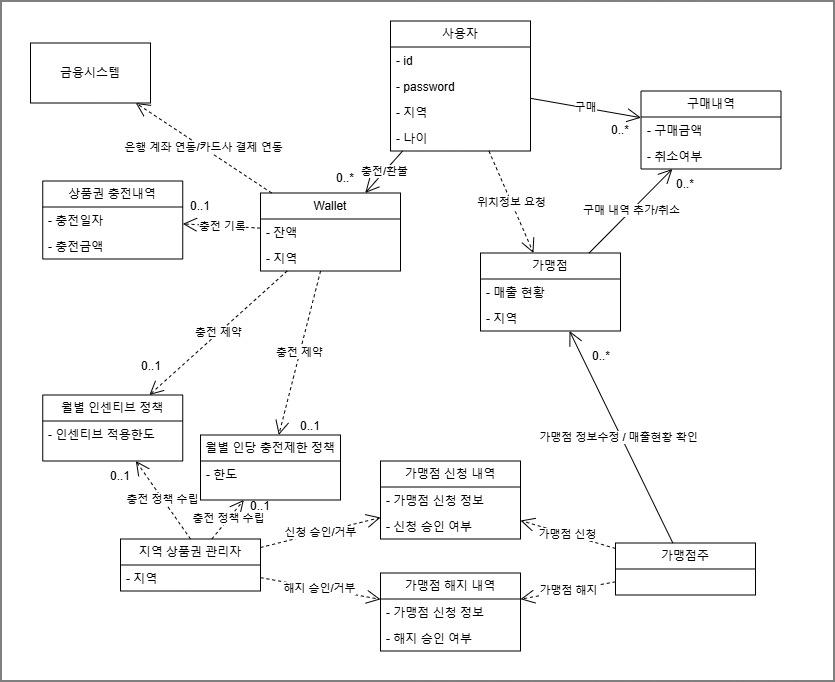 사용자
- id
- password
- 지역
- 나이
금융시스템
구매내역
- 구매금액
- 취소여부
구매
0..*
은행 계좌 연동/카드사 결제 연동
충전/환불
0..*
0..*
상품권 충전내역
- 충전일자
- 충전금액
0..1
충전 기록
Wallet
- 잔액
- 지역
위치정보 요청
구매 내역 추가/취소
가맹점
- 매출 현황
- 지역
충전 제약
충전 제약
0..1
0..*
월별 인센티브 정책
- 인센티브 적용한도
0..1
월별 인당 충전제한 정책
- 한도
가맹점 정보수정 / 매출현황 확인
0..1
충전 정책 수립
0..1
충전 정책 수립
가맹점 신청 내역
- 가맹점 신청 정보
- 신청 승인 여부
신청 승인/거부
가맹점 신청
지역 상품권 관리자
- 지역
가맹점주
해지 승인/거부
가맹점 해지
가맹점 해지 내역
- 가맹점 신청 정보
- 해지 승인 여부